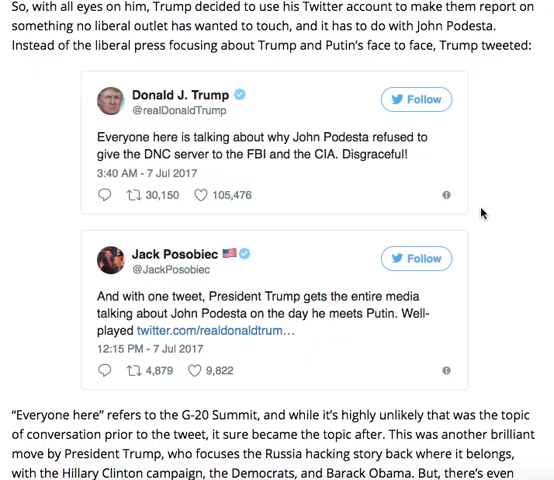 So, with all eyes on him, Trump decided to use his Twitter account to make them report on
something no liberal outlet has wanted to touch, and it has to do with John Podesta.
Instead of the liberal press focusing about Trump and Putin’s face to face, Trump tweeted:
Donald J. Trump
@realDonaldTrump
Follow
Everyone here is talking about why John Podesta refused to
give the DNC server to the FBI and the CIA. Disgraceful!
3:40 AM - 7 Jul 2017
30,150 105,476
Jack Posobiec 🇺🇸
@JackPosobiec
Follow
And with one tweet, President Trump gets the entire media
talking about John Podesta on the day he meets Putin. Well-
played twitter.com/realdonaldtrum…
12:15 PM - 7 Jul 2017
4,879 9,822
“Everyone here” refers to the G-20 Summit, and while it’s highly unlikely that was the topic
of conversation prior to the tweet, it sure became the topic after. This was another brilliant
move by President Trump, who focuses the Russia hacking story back where it belongs,
with the Hillary Clinton campaign, the Democrats, and Barack Obama. But, there’s even